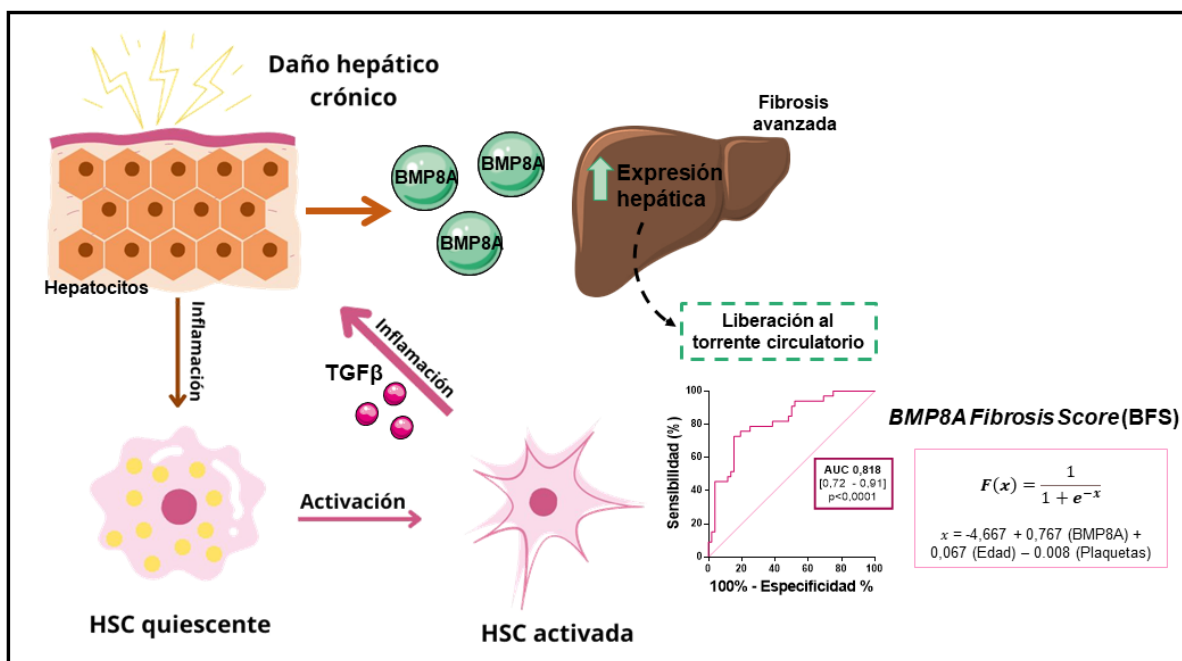 Daño hepático
crónico
BMP8A
BMP8A
BMP8A
Fibrosis
avanzada
Expresión
hepática
Hepatocitos
Inflamación
Liberación al
torrente circulatorio
TGFβ
Inflamación
HSC quiescente
Activación
HSC activada
Sensibilidad (%)
100
80
60
40
20
0
0 20 40 60 80 100
100% - Especificidad %
AUC 0,818
[0,72 - 0,91]
p<0,0001
BMP8A Fibrosis Score (BFS)
F(x) = 1 / (1 + e^{-x})
x = -4,667 + 0,767 (BMP8A) +
0,067 (Edad) – 0.008 (Plaquetas)